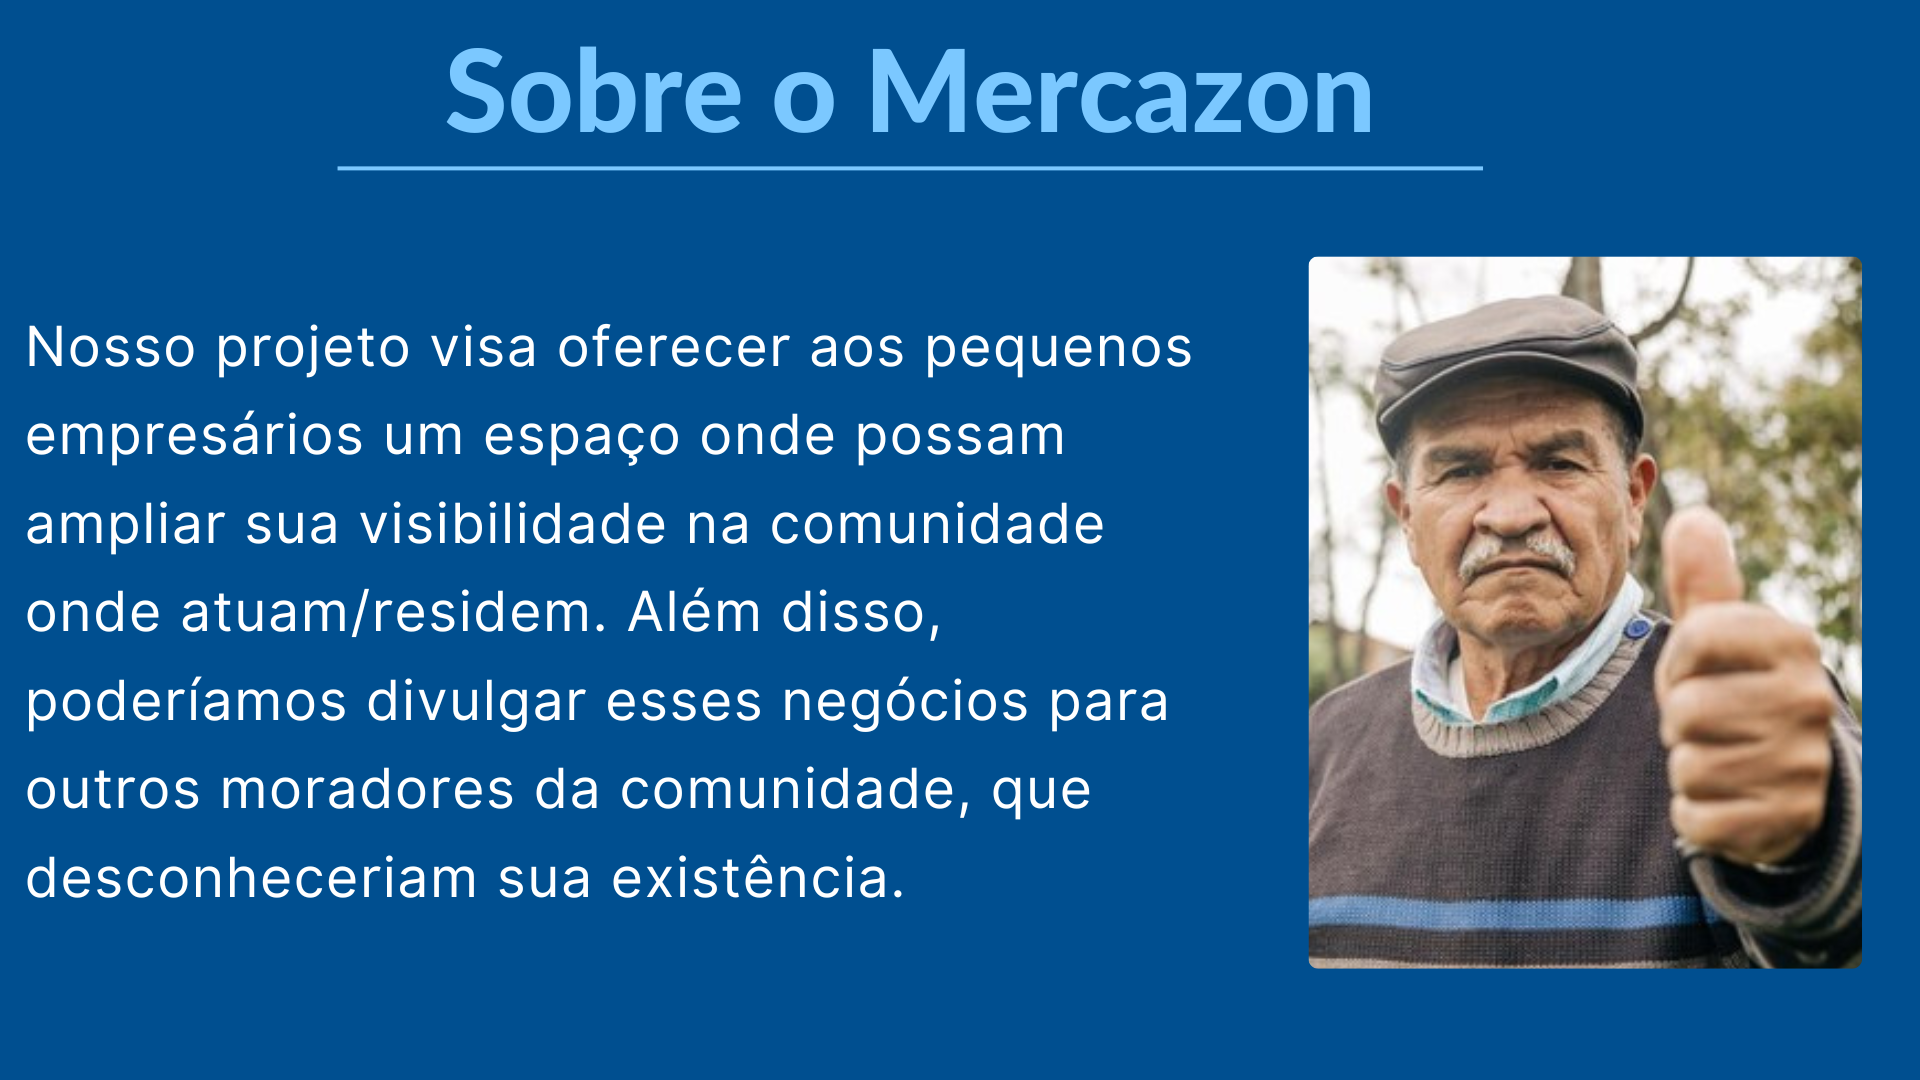 Sobre o Mercazon
Nosso projeto visa oferecer aos pequenos
empresários um espaço onde possam
ampliar sua visibilidade na comunidade
onde atuam/residem. Além disso,
poderíamos divulgar esses negócios para
outros moradores da comunidade, que
desconheceriam sua existência.